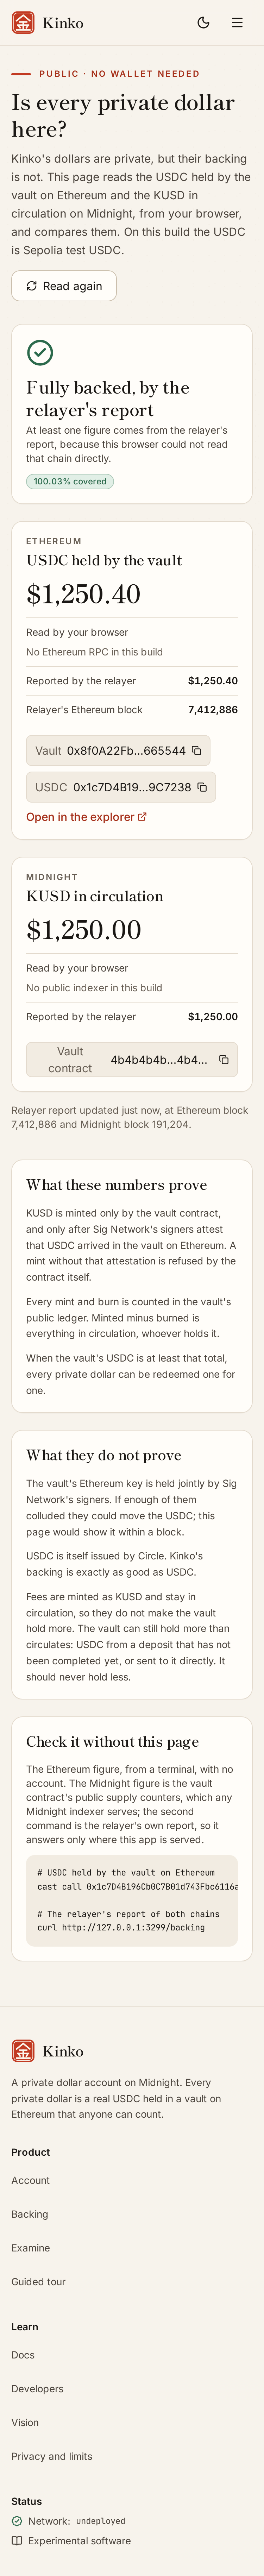 金
Kinko
PUBLIC · NO WALLET NEEDED
Is every private dollar
here?
Kinko's dollars are private, but their backing
is not. This page reads the USDC held by the
vault on Ethereum and the KUSD in
circulation on Midnight, from your browser,
and compares them. On this build the USDC
is Sepolia test USDC.
Read again
Fully backed, by the
relayer's report
At least one figure comes from the relayer's
report, because this browser could not read
that chain directly.
100.03% covered
ETHEREUM
USDC held by the vault
$1,250.40
Read by your browser
No Ethereum RPC in this build
Reported by the relayer $1,250.40
Relayer's Ethereum block 7,412,886
Vault 0x8f0A22Fb…665544
USDC 0x1c7D4B19…9C7238
Open in the explorer
MIDNIGHT
KUSD in circulation
$1,250.00
Read by your browser
No public indexer in this build
Reported by the relayer $1,250.00
Vault
contract 4b4b4b4b…4b4…
Relayer report updated just now, at Ethereum block
7,412,886 and Midnight block 191,204.
What these numbers prove
KUSD is minted only by the vault contract,
and only after Sig Network's signers attest
that USDC arrived in the vault on Ethereum. A
mint without that attestation is refused by the
contract itself.
Every mint and burn is counted in the vault's
public ledger. Minted minus burned is
everything in circulation, whoever holds it.
When the vault's USDC is at least that total,
every private dollar can be redeemed one for
one.
What they do not prove
The vault's Ethereum key is held jointly by Sig
Network's signers. If enough of them
colluded they could move the USDC; this
page would show it within a block.
USDC is itself issued by Circle. Kinko's
backing is exactly as good as USDC.
Fees are minted as KUSD and stay in
circulation, so they do not make the vault
hold more. The vault can still hold more than
circulates: USDC from a deposit that has not
been completed yet, or sent to it directly. It
should never hold less.
Check it without this page
The Ethereum figure, from a terminal, with no
account. The Midnight figure is the vault
contract's public supply counters, which any
Midnight indexer serves; the second
command is the relayer's own report, so it
answers only where this app is served.
# USDC held by the vault on Ethereum
cast call 0x1c7D4B196Cb0C7B01d743Fbc6116a
# The relayer's report of both chains
curl http://127.0.0.1:3299/backing
金
Kinko
A private dollar account on Midnight. Every
private dollar is a real USDC held in a vault on
Ethereum that anyone can count.
Product
Account
Backing
Examine
Guided tour
Learn
Docs
Developers
Vision
Privacy and limits
Status
Network: undeployed
Experimental software